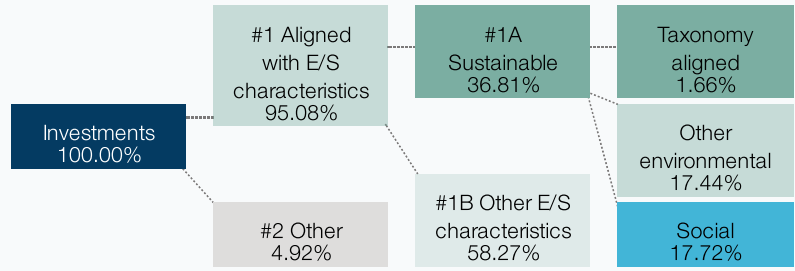 Investments
100.00%
#1 Aligned
with E/S
characteristics
95.08%
#2 Other
4.92%
#1A
Sustainable
36.81%
#1B Other E/S
characteristics
58.27%
Taxonomy
aligned
1.66%
Other
environmental
17.44%
Social
17.72%